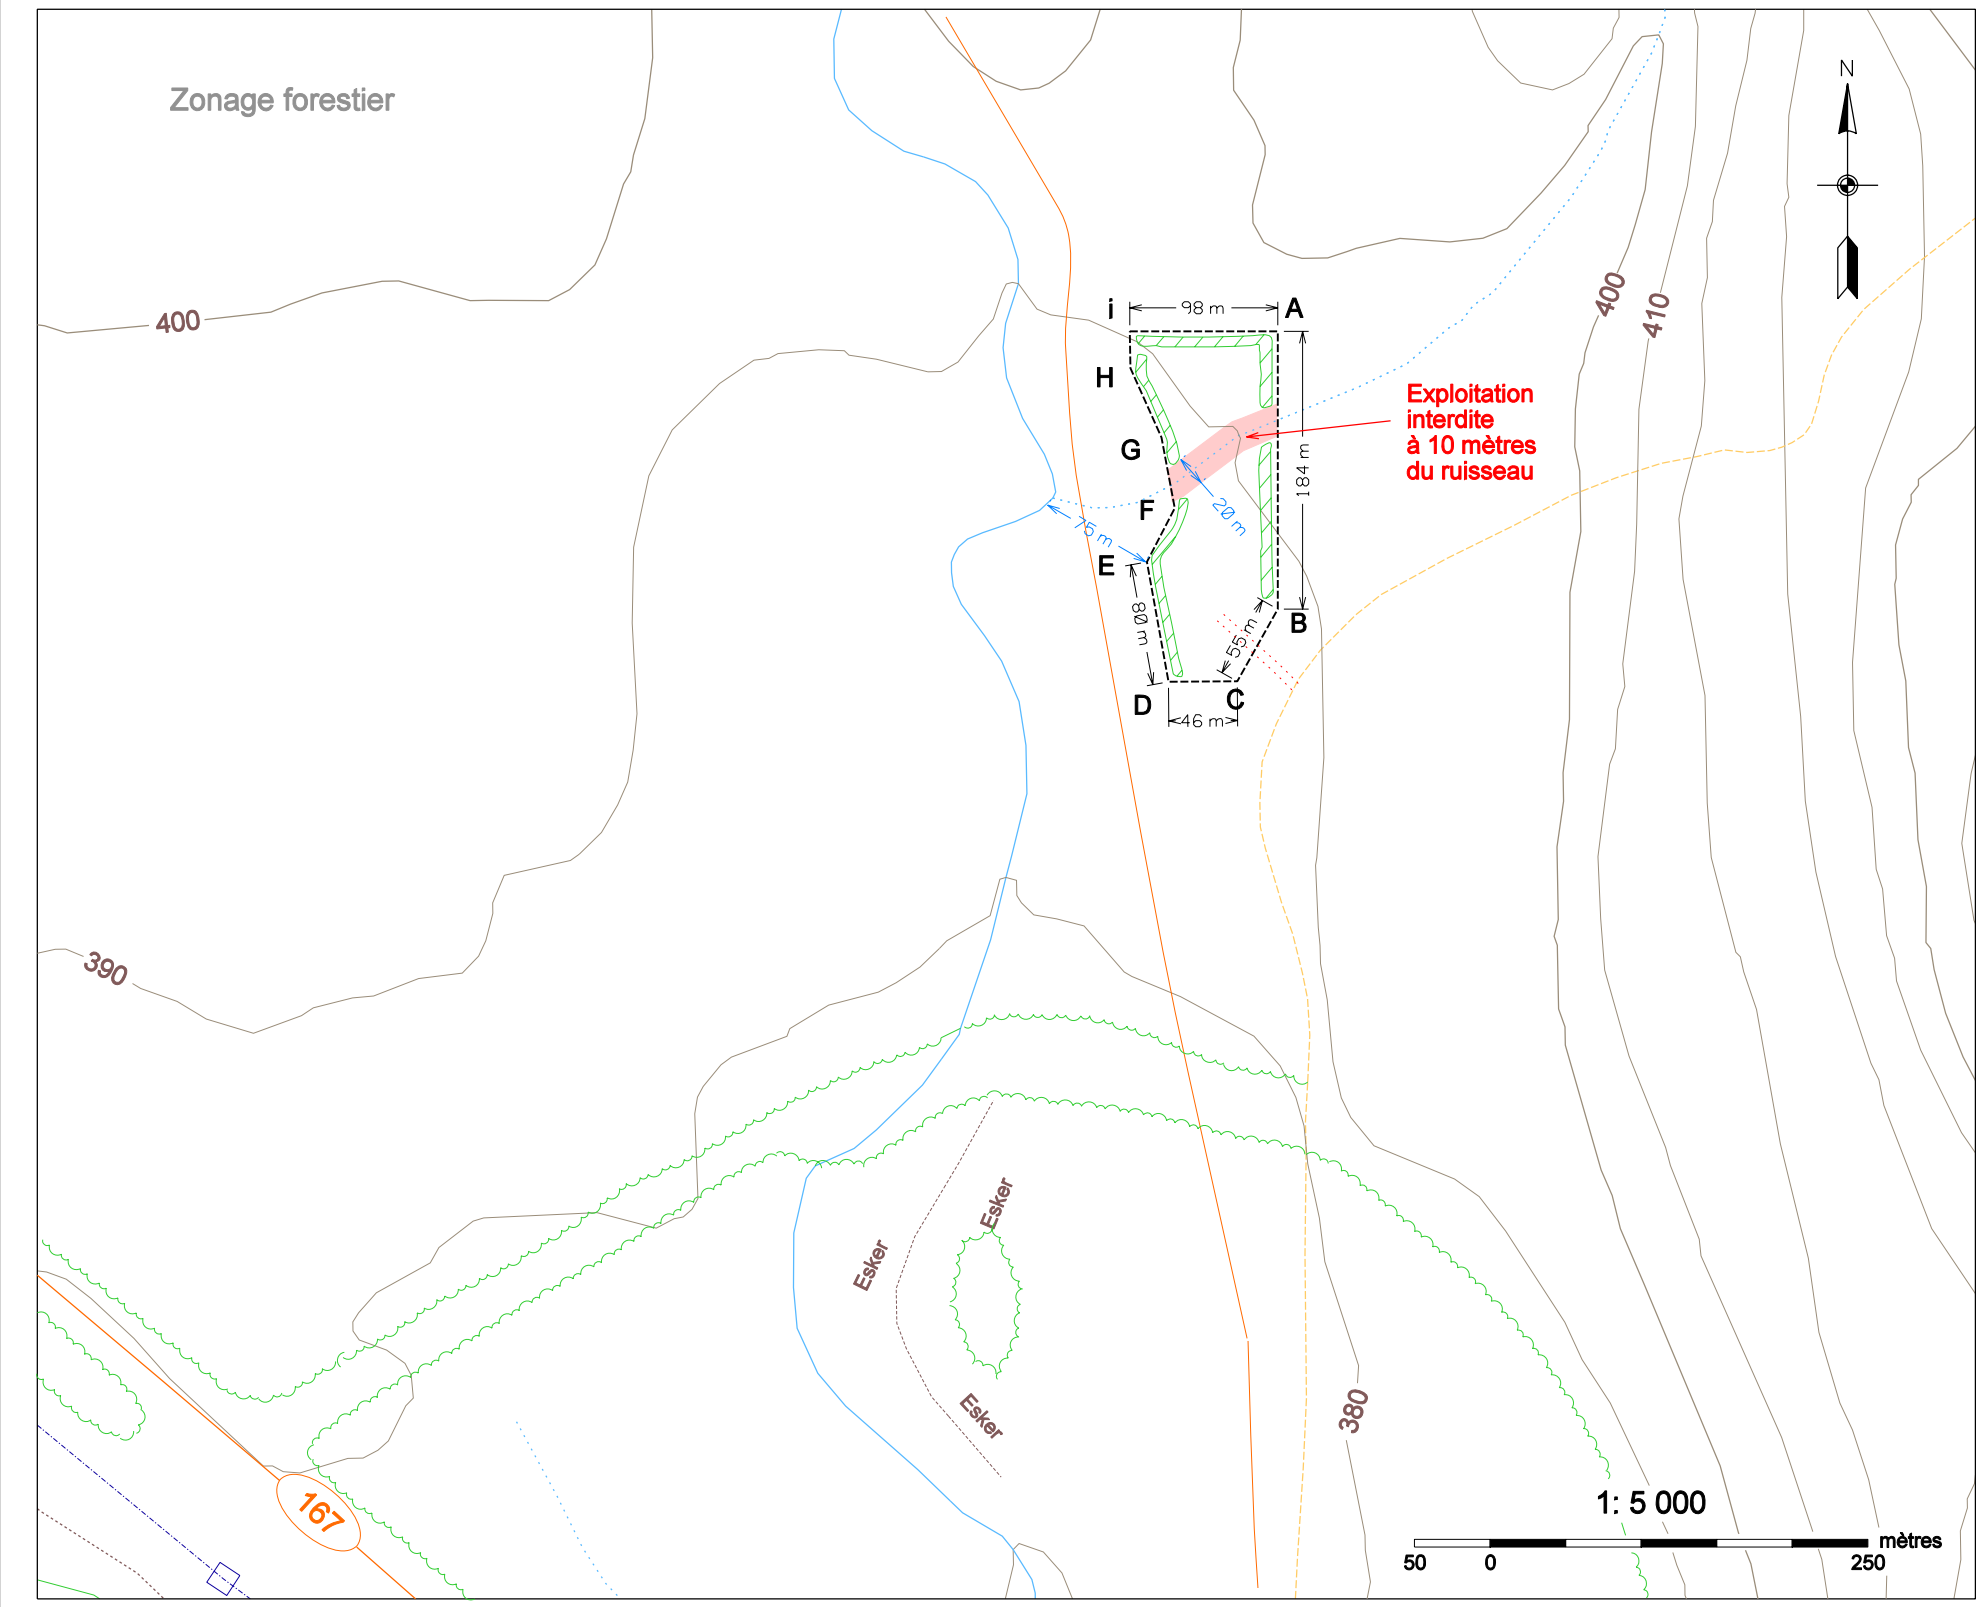 N
Zonage forestier
400
i
98 m
A
400
410
H
Exploitation
interdite
à 10 mètres
du ruisseau
G
184 m
F
20 m
75 m
E
80 m
B
55 m
D
C
46 m
390
Esker
Esker
Esker
380
167
1: 5 000
mètres
50
0
250